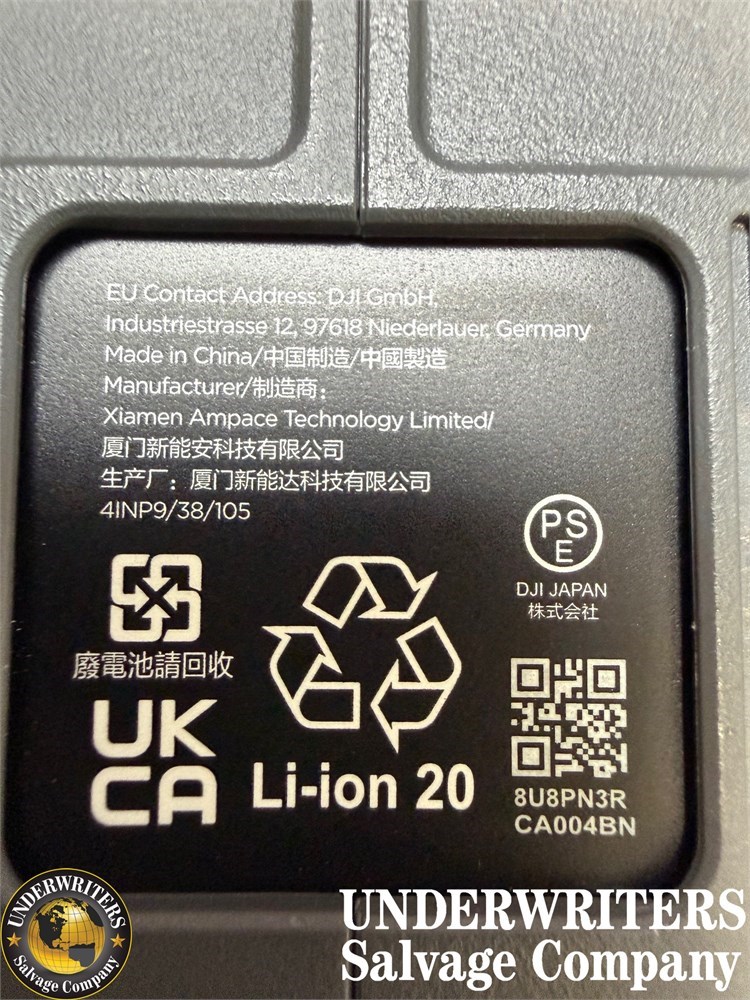 EU Contact Address: DJI GmbH,
Industriestrasse 12, 97618 Niederlauer, Germany
Made in China/中国制造/中國製造
Manufacturer/制造商：
Xiamen Ampace Technology Limited/
厦门新能安科技有限公司
生产厂：厦门新能达科技有限公司
4INP9/38/105
PS
E
DJI JAPAN
株式会社
廢電池請回收
UK
CA
Li-ion 20
8U8PN3R
CA004BN
UNDERWRITERS
Salvage Company
UNDERWRITERS
Salvage Company